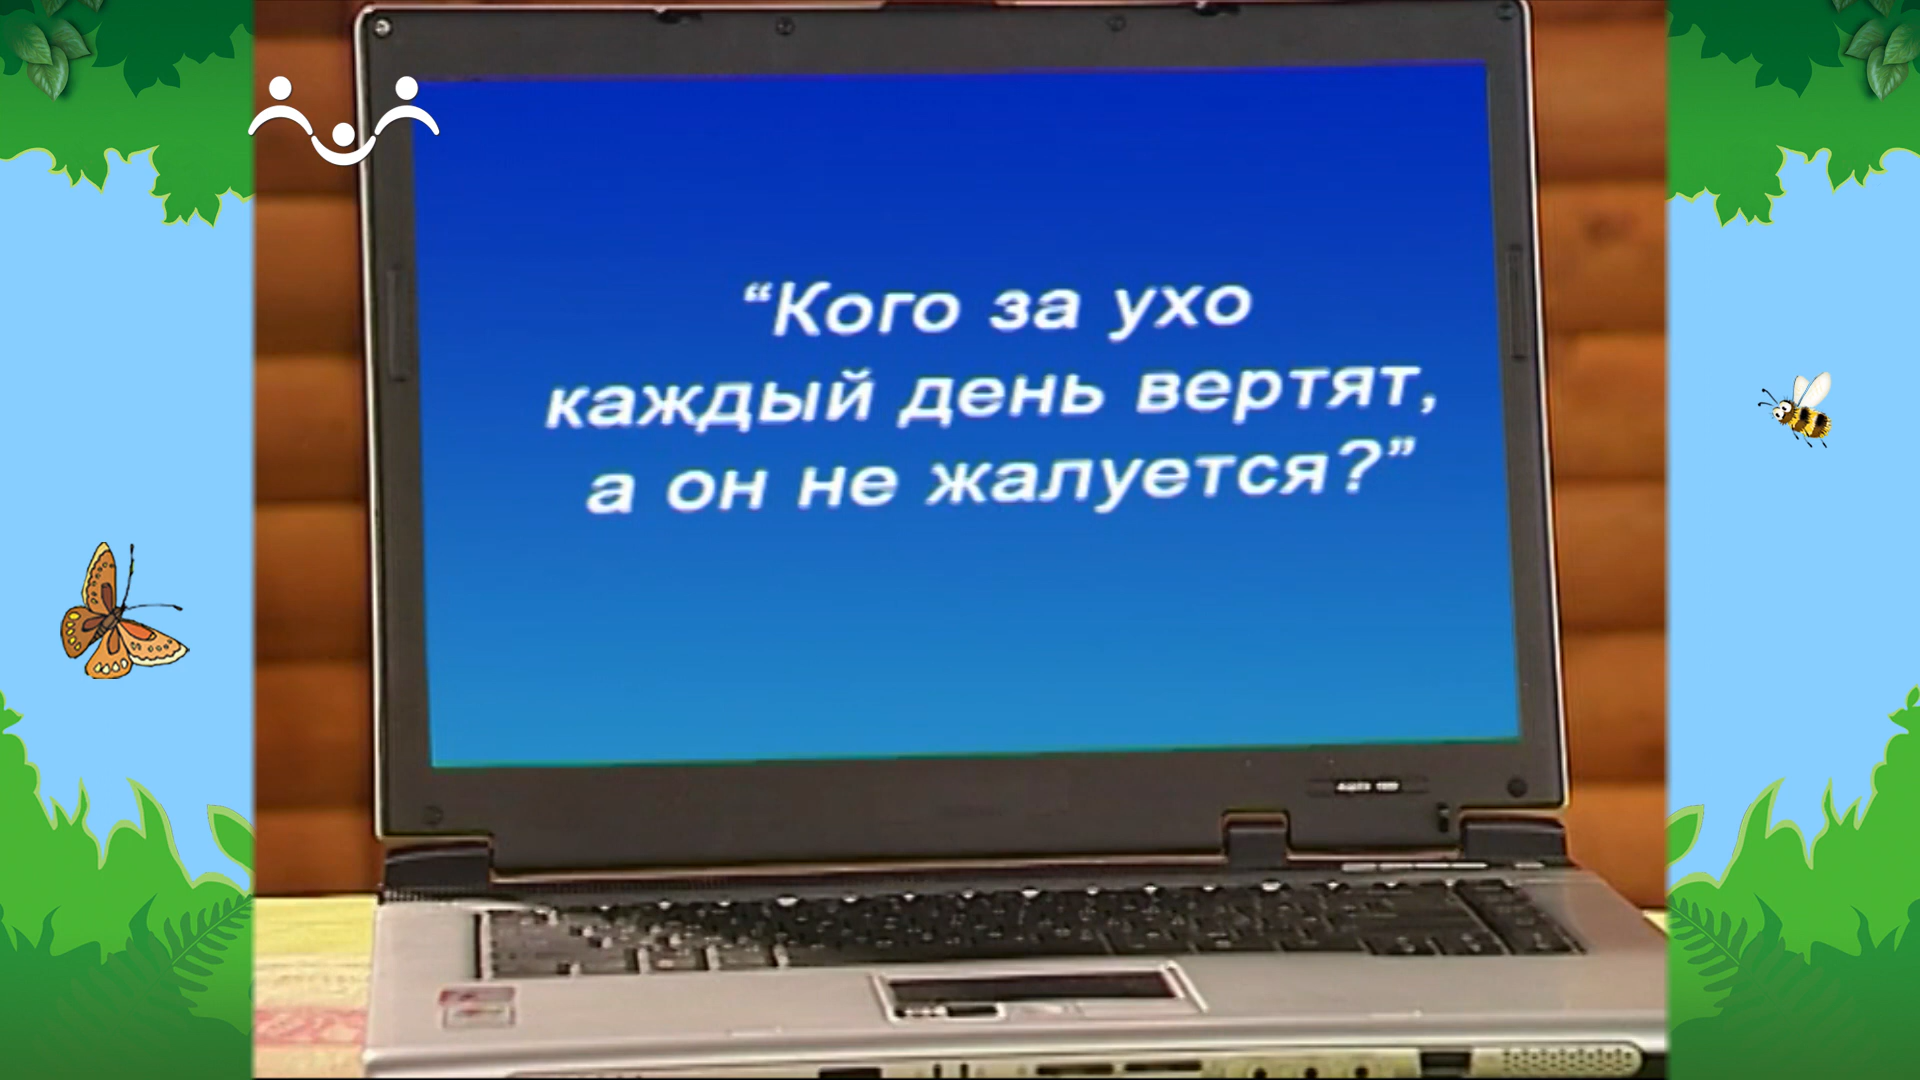 “Кого за ухо
каждый день вертят,
а он не жалуется?”